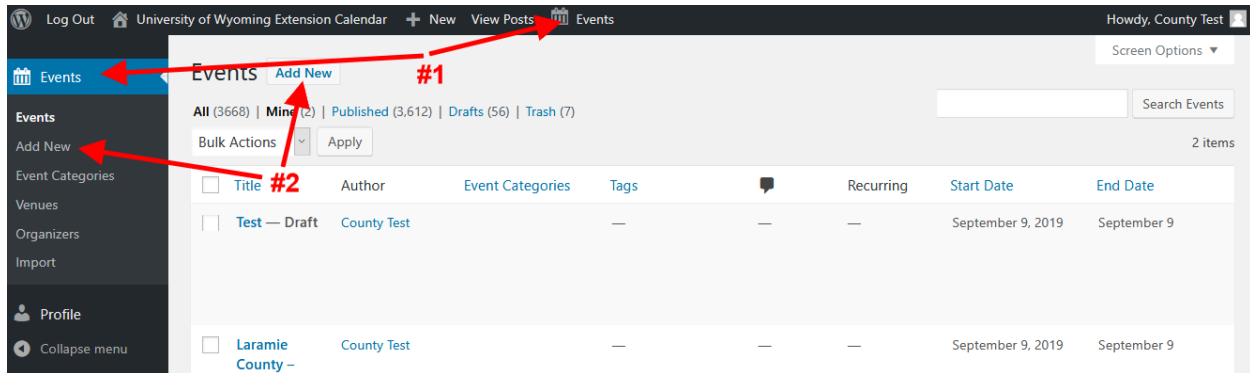 Log Out University of Wyoming Extension Calendar New View Posts Events Howdy, County Test
Screen Options ▼
Events
Events Add New
#1
Events
All (3668) | Mine (2) | Published (3,612) | Drafts (56) | Trash (7)
Search Events
Add New
Bulk Actions Apply
2 items
#2
Event Categories
Title Author Event Categories Tags Recurring Start Date End Date
Venues
Test — Draft County Test — — — September 9, 2019 September 9
Organizers
Import
Profile
Collapse menu
Laramie County Test — — — September 9, 2019 September 9
County –